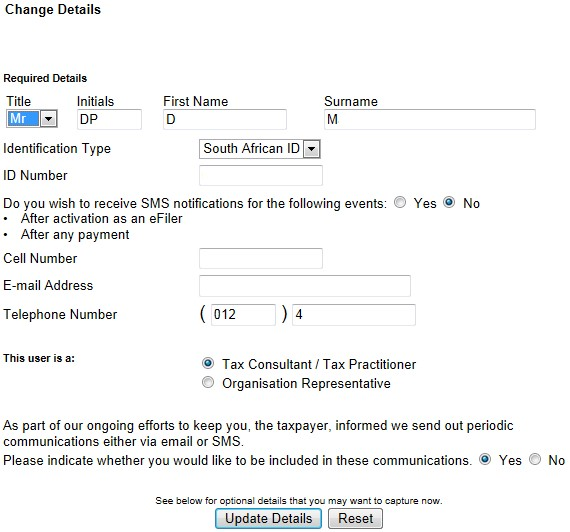 Change Details
Required Details
Title Initials First Name Surname
Mr DP D M
Identification Type South African ID
ID Number
Do you wish to receive SMS notifications for the following events: Yes No
• After activation as an eFiler
• After any payment
Cell Number
E-mail Address
Telephone Number ( 012 ) 4
This user is a: Tax Consultant / Tax Practitioner
Organisation Representative
As part of our ongoing efforts to keep you, the taxpayer, informed we send out periodic
communications either via email or SMS.
Please indicate whether you would like to be included in these communications. Yes No
See below for optional details that you may want to capture now.
Update Details Reset